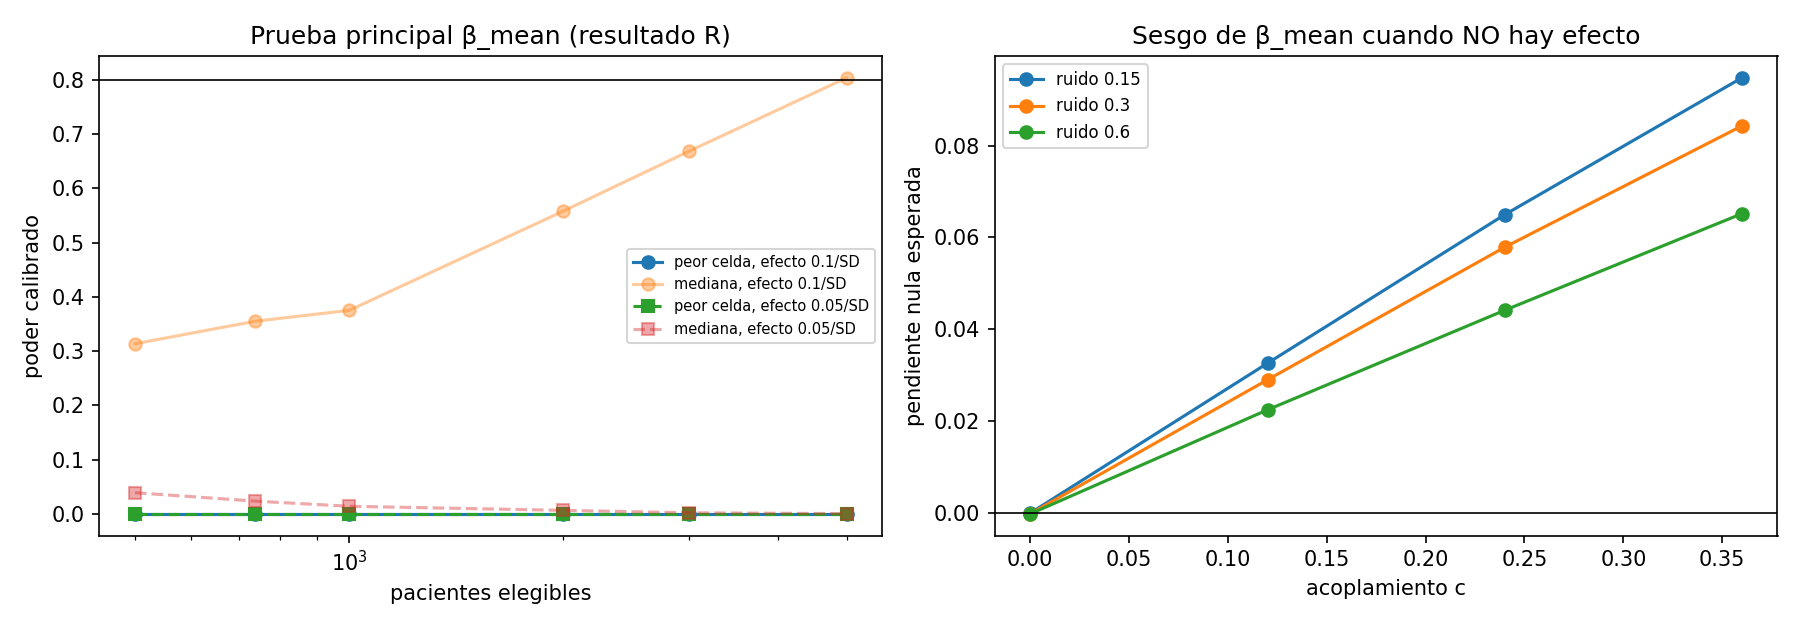 Prueba principal β_mean (resultado R)
poder calibrado
0.8
0.7
0.6
0.5
0.4
0.3
0.2
0.1
0.0
peor celda, efecto 0.1/SD
mediana, efecto 0.1/SD
peor celda, efecto 0.05/SD
mediana, efecto 0.05/SD
10³
pacientes elegibles
Sesgo de β_mean cuando NO hay efecto
pendiente nula esperada
ruido 0.15
ruido 0.3
ruido 0.6
0.08
0.06
0.04
0.02
0.00
0.00 0.05 0.10 0.15 0.20 0.25 0.30 0.35
acoplamiento c